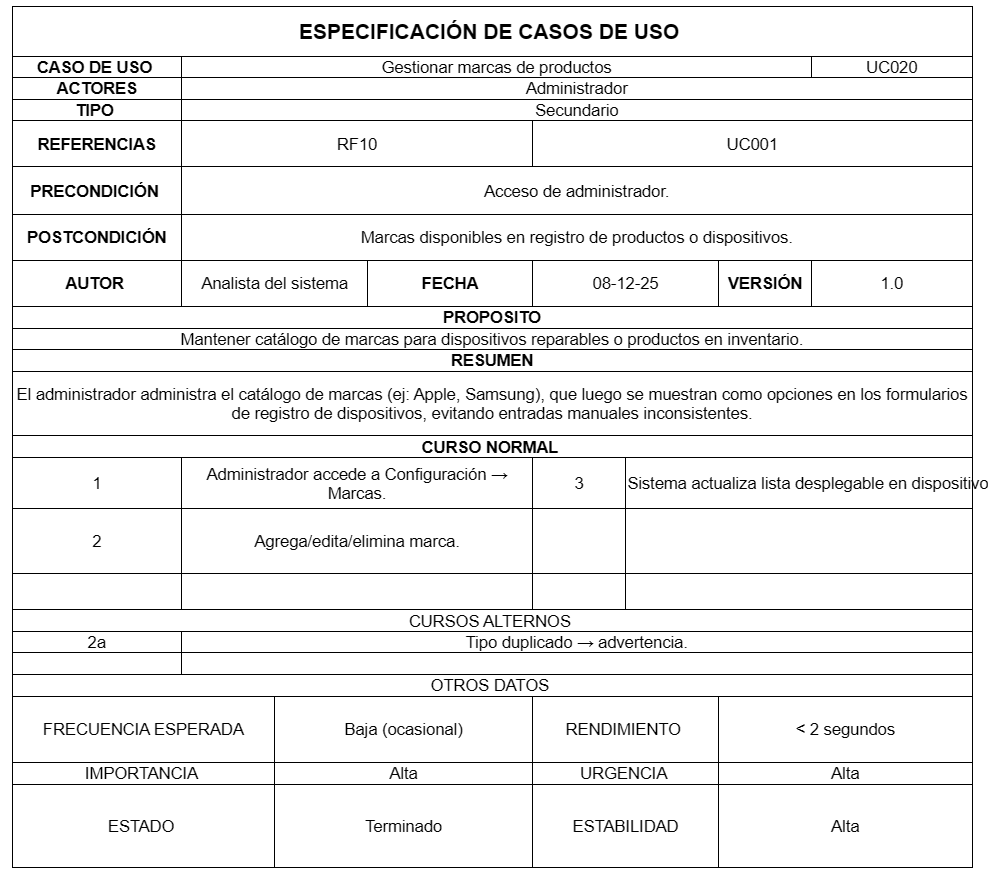 ESPECIFICACIÓN DE CASOS DE USO
CASO DE USO Gestionar marcas de productos UC020
ACTORES Administrador
TIPO Secundario
REFERENCIAS RF10 UC001
PRECONDICIÓN Acceso de administrador.
POSTCONDICIÓN Marcas disponibles en registro de productos o dispositivos.
AUTOR Analista del sistema FECHA 08-12-25 VERSIÓN 1.0
PROPOSITO
Mantener catálogo de marcas para dispositivos reparables o productos en inventario.
RESUMEN
El administrador administra el catálogo de marcas (ej: Apple, Samsung), que luego se muestran como opciones en los formularios
de registro de dispositivos, evitando entradas manuales inconsistentes.
CURSO NORMAL
1 Administrador accede a Configuración →
Marcas.
3 Sistema actualiza lista desplegable en dispositivo
2 Agrega/edita/elimina marca.
CURSOS ALTERNOS
2a Tipo duplicado → advertencia.
OTROS DATOS
FRECUENCIA ESPERADA Baja (ocasional) RENDIMIENTO < 2 segundos
IMPORTANCIA Alta URGENCIA Alta
ESTADO Terminado ESTABILIDAD Alta